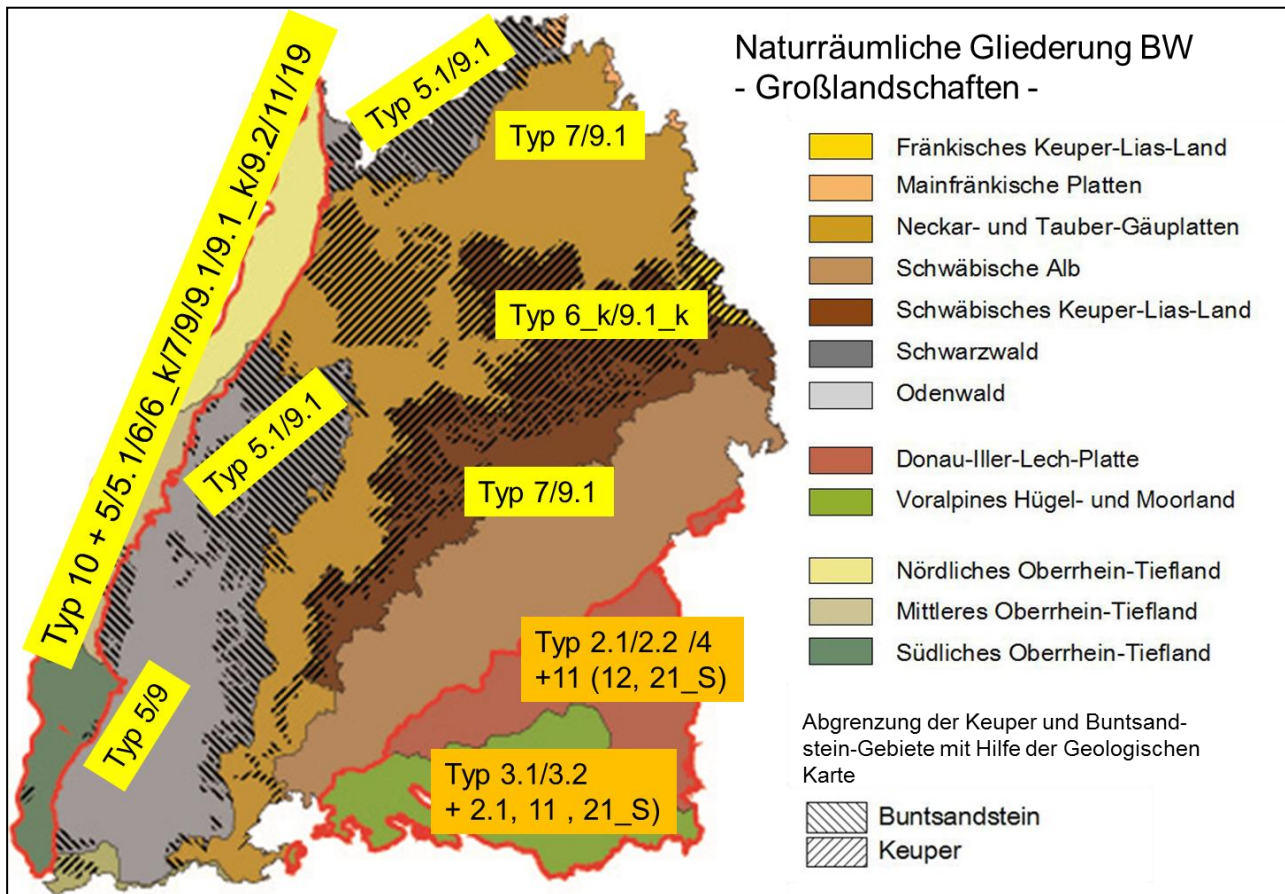 Naturräumliche Gliederung BW
- Großlandschaften -
Typ 10 + 5/5.1/6/6_k/7/9/9.1/9.1_k/9.2/11/19
Typ 5.1/9.1
Typ 7/9.1
Typ 6_k/9.1_k
Typ 5.1/9.1
Typ 7/9.1
Typ 5/9
Typ 2.1/2.2 /4
+11 (12, 21_S)
Typ 3.1/3.2
+ 2.1, 11 , 21_S)
Fränkisches Keuper-Lias-Land
Mainfränkische Platten
Neckar- und Tauber-Gäuplatten
Schwäbische Alb
Schwäbisches Keuper-Lias-Land
Schwarzwald
Odenwald
Donau-Iller-Lech-Platte
Voralpines Hügel- und Moorland
Nördliches Oberrhein-Tiefland
Mittleres Oberrhein-Tiefland
Südliches Oberrhein-Tiefland
Abgrenzung der Keuper und Buntsand-
stein-Gebiete mit Hilfe der Geologischen
Karte
Buntsandstein
Keuper